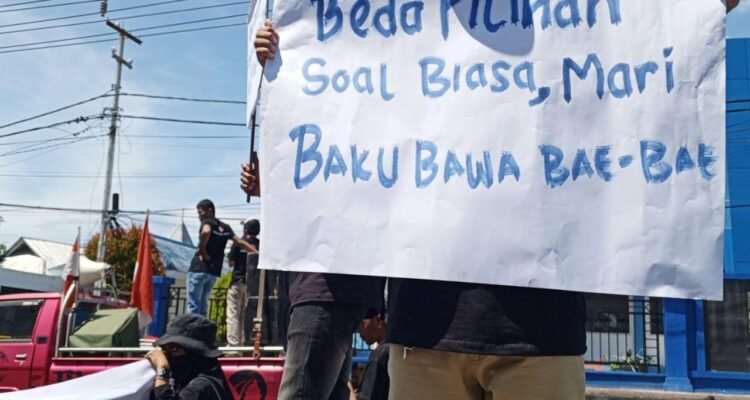 Beda Pilihan
Soal Biasa, Mari
BAKU BAWA BAE-BAE